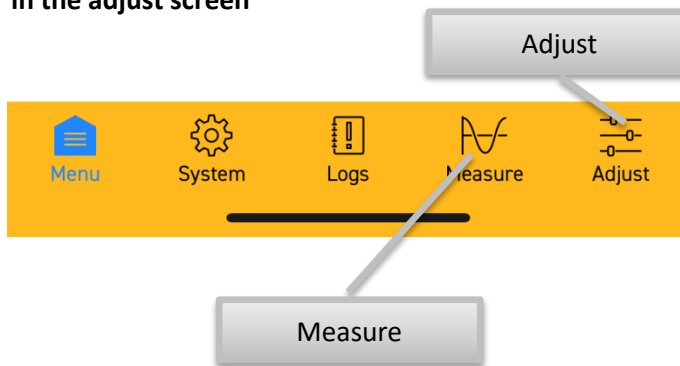 in the adjust screen
Adjust
Menu System Logs Measure Adjust
Measure